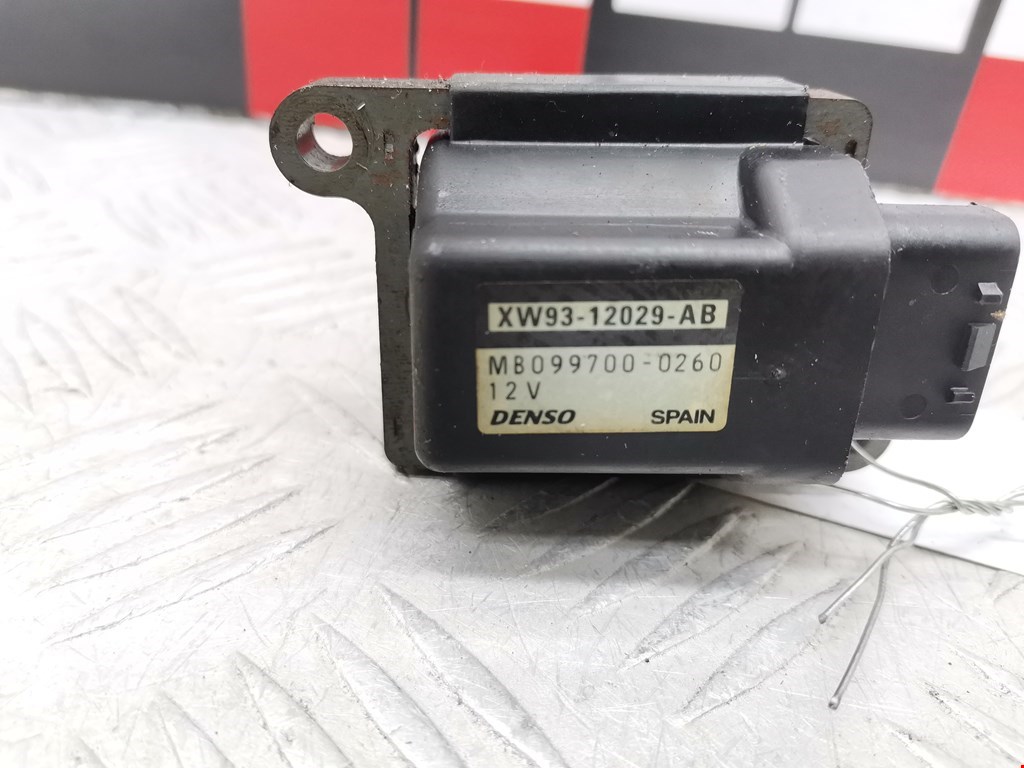 XW93-12029-AB
MB099700-0260
12V
DENSO SPAIN